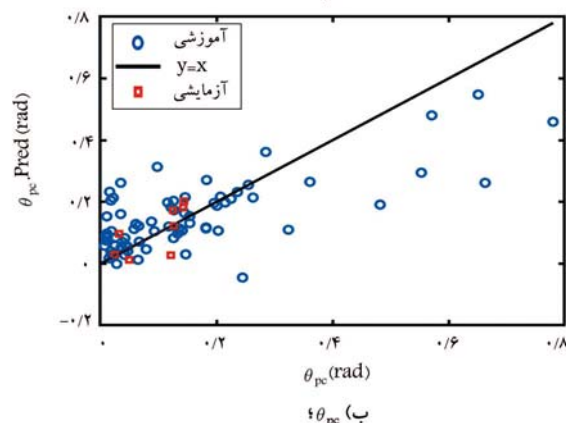 ۰/۸
۰/۶
۰/۴
۰/۲
۰
-۰/۲
θpc.Pred (rad)
آموزشی
y=x
آزمایشی
۰ ۰/۲ ۰/۴ ۰/۶ ۰/۸
θpc (rad)
ب) θpc؛